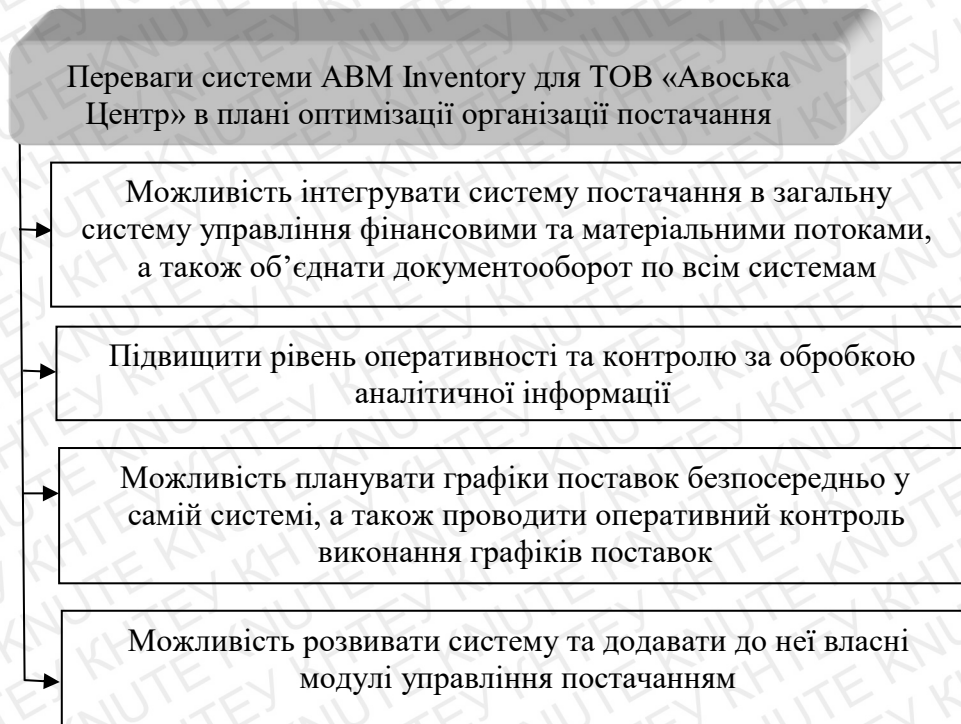 Переваги системи ABM Inventory для ТОВ «Авоська
Центр» в плані оптимізації організації постачання
Можливість інтегрувати систему постачання в загальну
систему управління фінансовими та матеріальними потоками,
а також об’єднати документооборот по всім системам
Підвищити рівень оперативності та контролю за обробкою
аналітичної інформації
Можливість планувати графіки поставок безпосередньо у
самій системі, а також проводити оперативний контроль
виконання графіків поставок
Можливість розвивати систему та додавати до неї власні
модулі управління постачанням